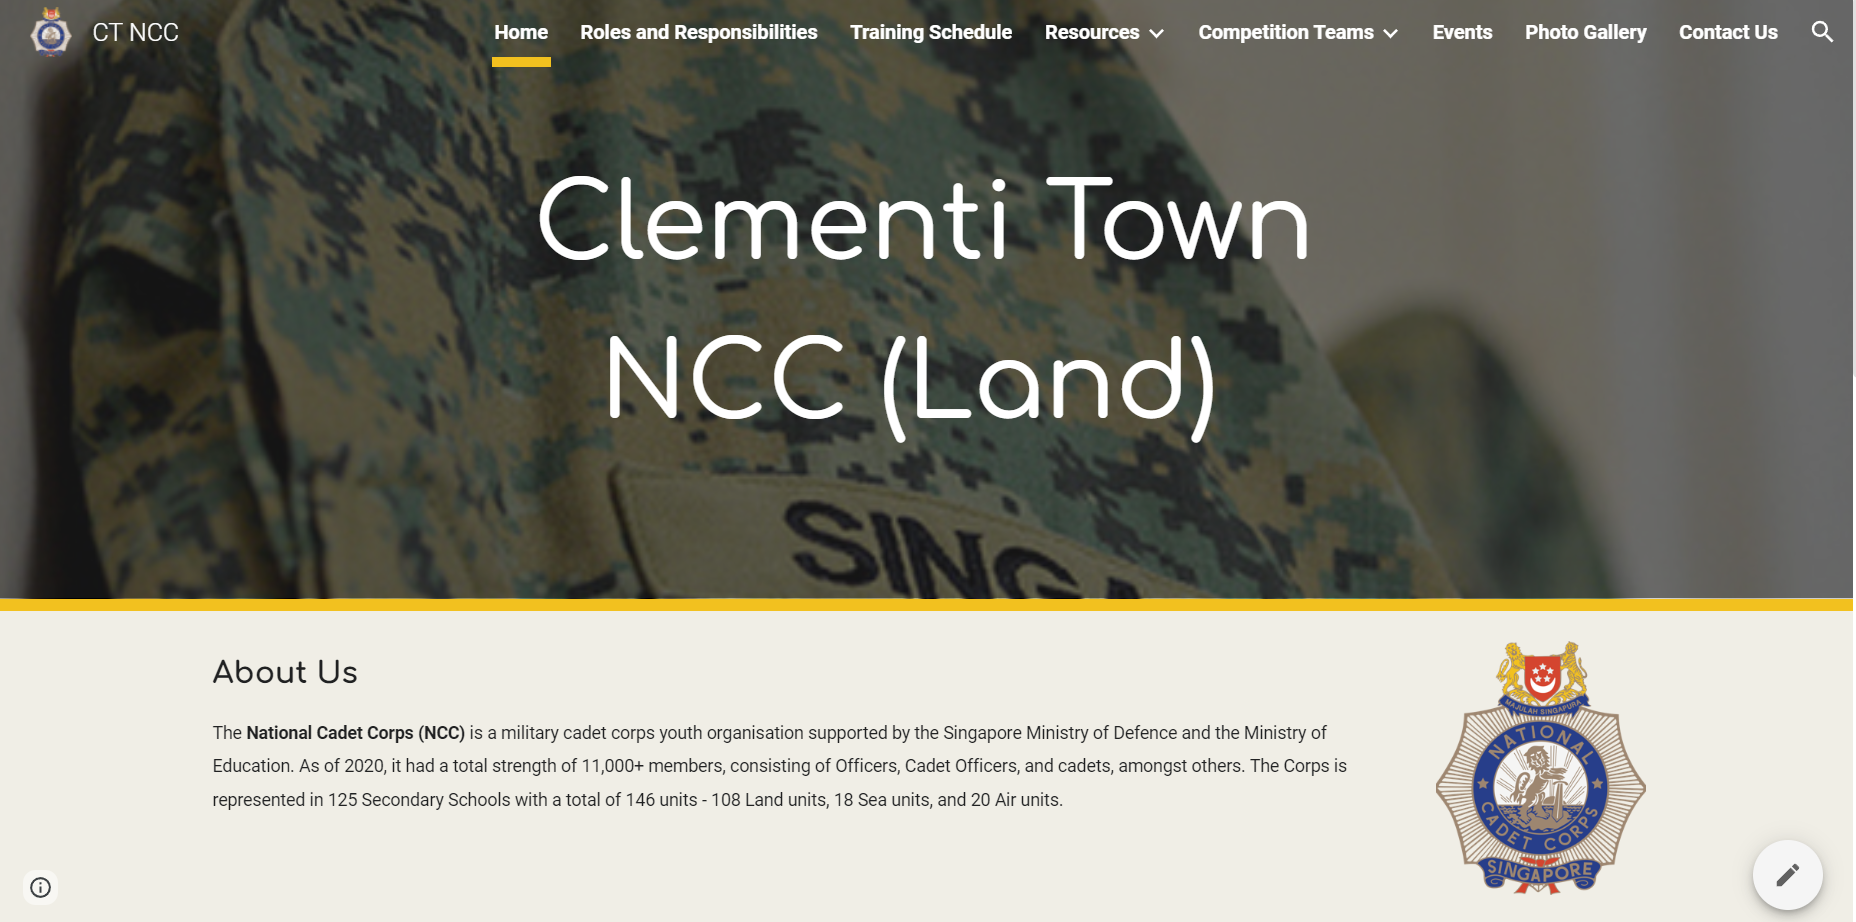 CT NCC
Home
Roles and Responsibilities
Training Schedule
Resources
Competition Teams
Events
Photo Gallery
Contact Us
Clementi Town
NCC (Land)
SINGA
About Us
The National Cadet Corps (NCC) is a military cadet corps youth organisation supported by the Singapore Ministry of Defence and the Ministry of
Education. As of 2020, it had a total strength of 11,000+ members, consisting of Officers, Cadet Officers, and cadets, amongst others. The Corps is
represented in 125 Secondary Schools with a total of 146 units - 108 Land units, 18 Sea units, and 20 Air units.
MAJULAH SINGAPURA
NATIONAL
CADET CORPS
SINGAPORE